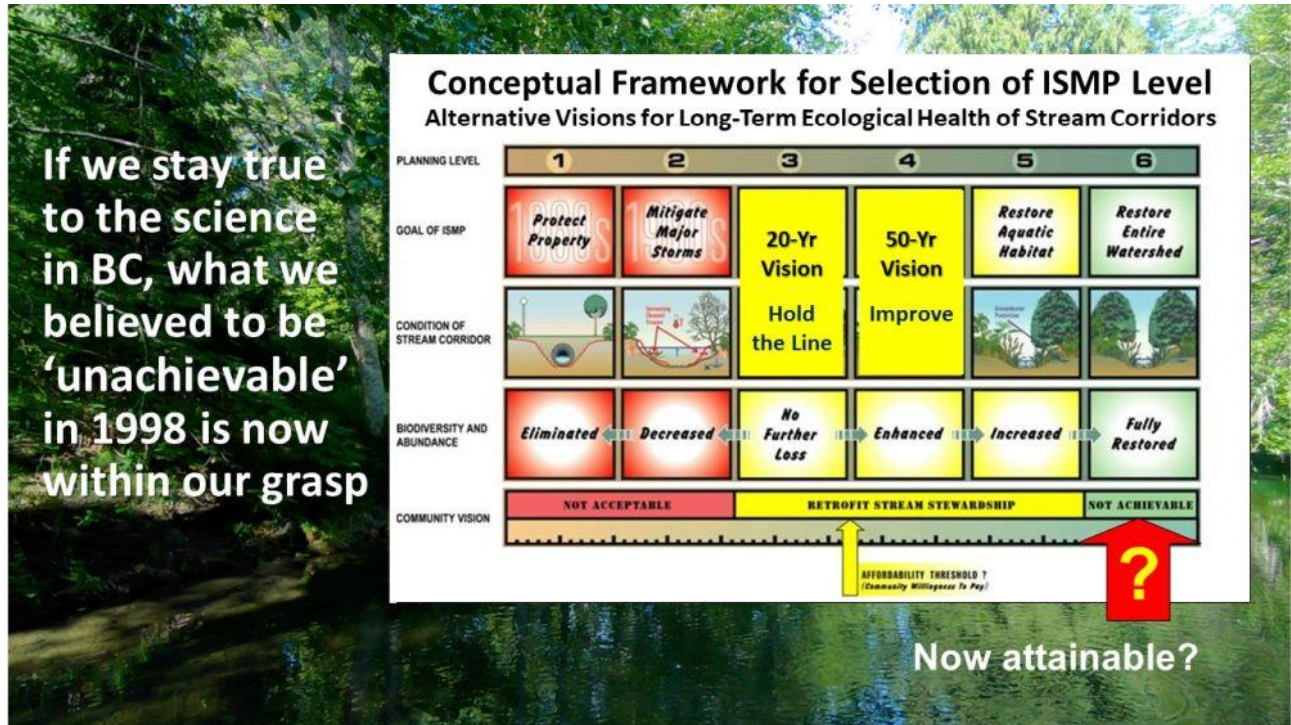 If we stay true
to the science
in BC, what we
believed to be
‘unachievable’
in 1998 is now
within our grasp
Conceptual Framework for Selection of ISMP Level
Alternative Visions for Long-Term Ecological Health of Stream Corridors
PLANNING LEVEL
1 2 3 4 5 6
GOAL OF ISMP
Protect
Property
Mitigate
Major
Storms
20-Yr
Vision
Hold
the Line
50-Yr
Vision
Improve
Restore
Aquatic
Habitat
Restore
Entire
Watershed
CONDITION OF
STREAM CORRIDOR
BIODIVERSITY AND
ABUNDANCE
Eliminated
Decreased
No
Further
Loss
Enhanced
Increased
Fully
Restored
COMMUNITY VISION
NOT ACCEPTABLE
RETROFIT STREAM STEWARDSHIP
NOT ACHIEVABLE
AFFORDABILITY THRESHOLD ?
(Community Willingness To Pay)
?
Now attainable?